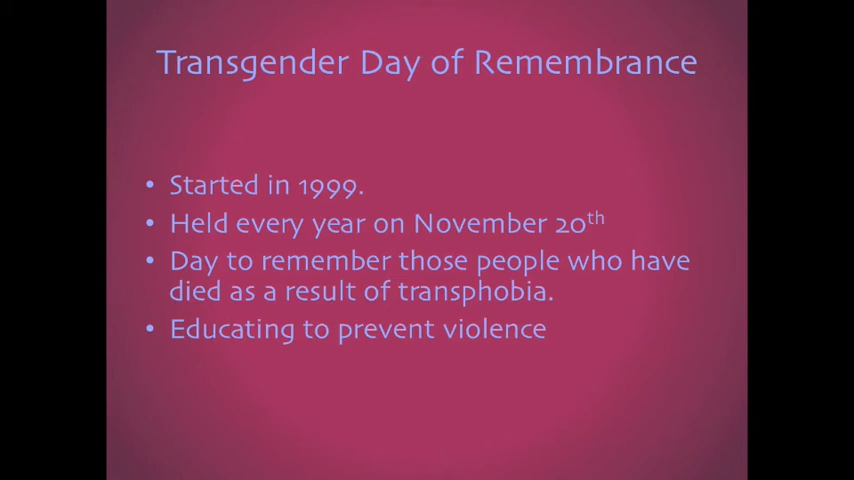 Transgender Day of Remembrance
• Started in 1999.
• Held every year on November 20th
• Day to remember those people who have
died as a result of transphobia.
• Educating to prevent violence